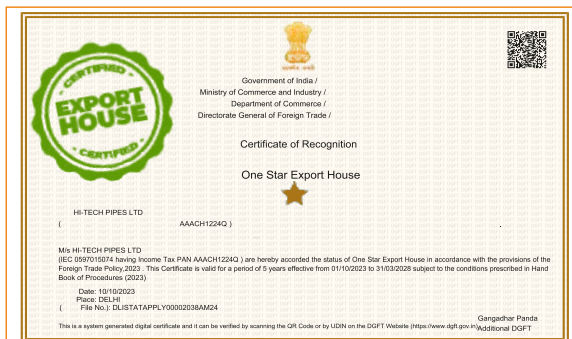 CERTIFIED
EXPORT
HOUSE
CERTIFIED
Government of India /
Ministry of Commerce and Industry /
Department of Commerce /
Directorate General of Foreign Trade /
Certificate of Recognition
One Star Export House
HI-TECH PIPES LTD
( AAACH1224Q )
M/s HI-TECH PIPES LTD
(IEC 0597015074 having Income Tax PAN AAACH1224Q ) are hereby accorded the status of One Star Export House in accordance with the provisions of the
Foreign Trade Policy,2023 . This Certificate is valid for a period of 5 years effective from 01/10/2023 to 31/03/2028 subject to the conditions prescribed in Hand
Book of Procedures (2023)
Date: 10/10/2023
Place: DELHI
( File No.): DLISTATAPPLY00002038AM24
Gangadhar Panda
This is a system generated digital certificate and it can be verified by scanning the QR Code or by UDIN on the DGFT Website (https://www.dgft.gov.in)
Additional DGFT